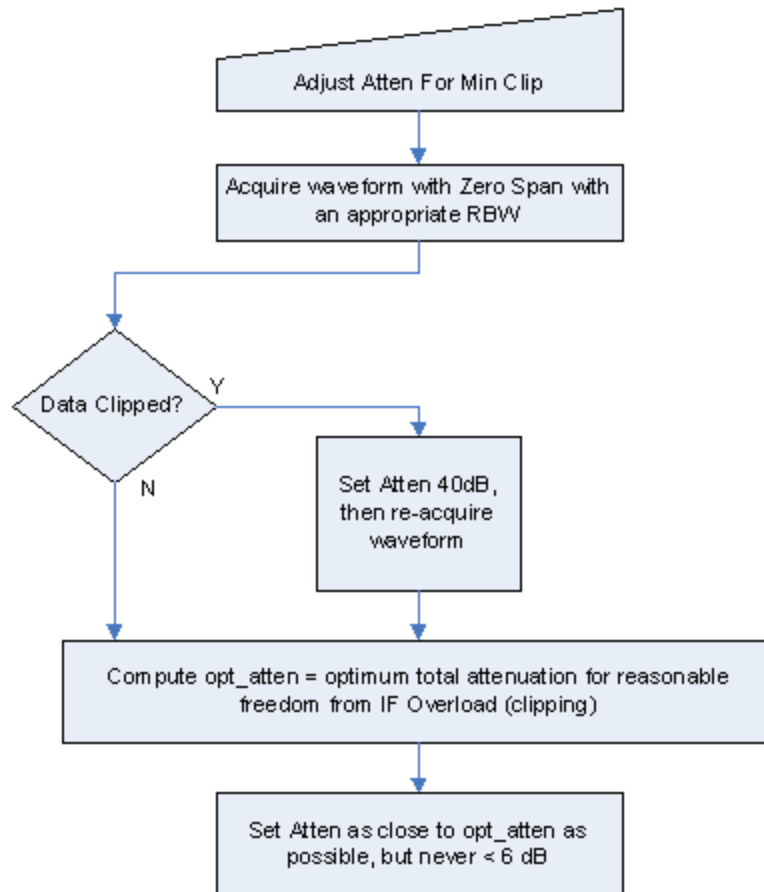 Adjust Atten For Min Clip
Acquire waveform with Zero Span with
an appropriate RBW
Data Clipped?
Y
N
Set Atten 40dB,
then re-acquire
waveform
Compute opt_atten = optimum total attenuation for reasonable
freedom from IF Overload (clipping)
Set Atten as close to opt_atten as
possible, but never < 6 dB